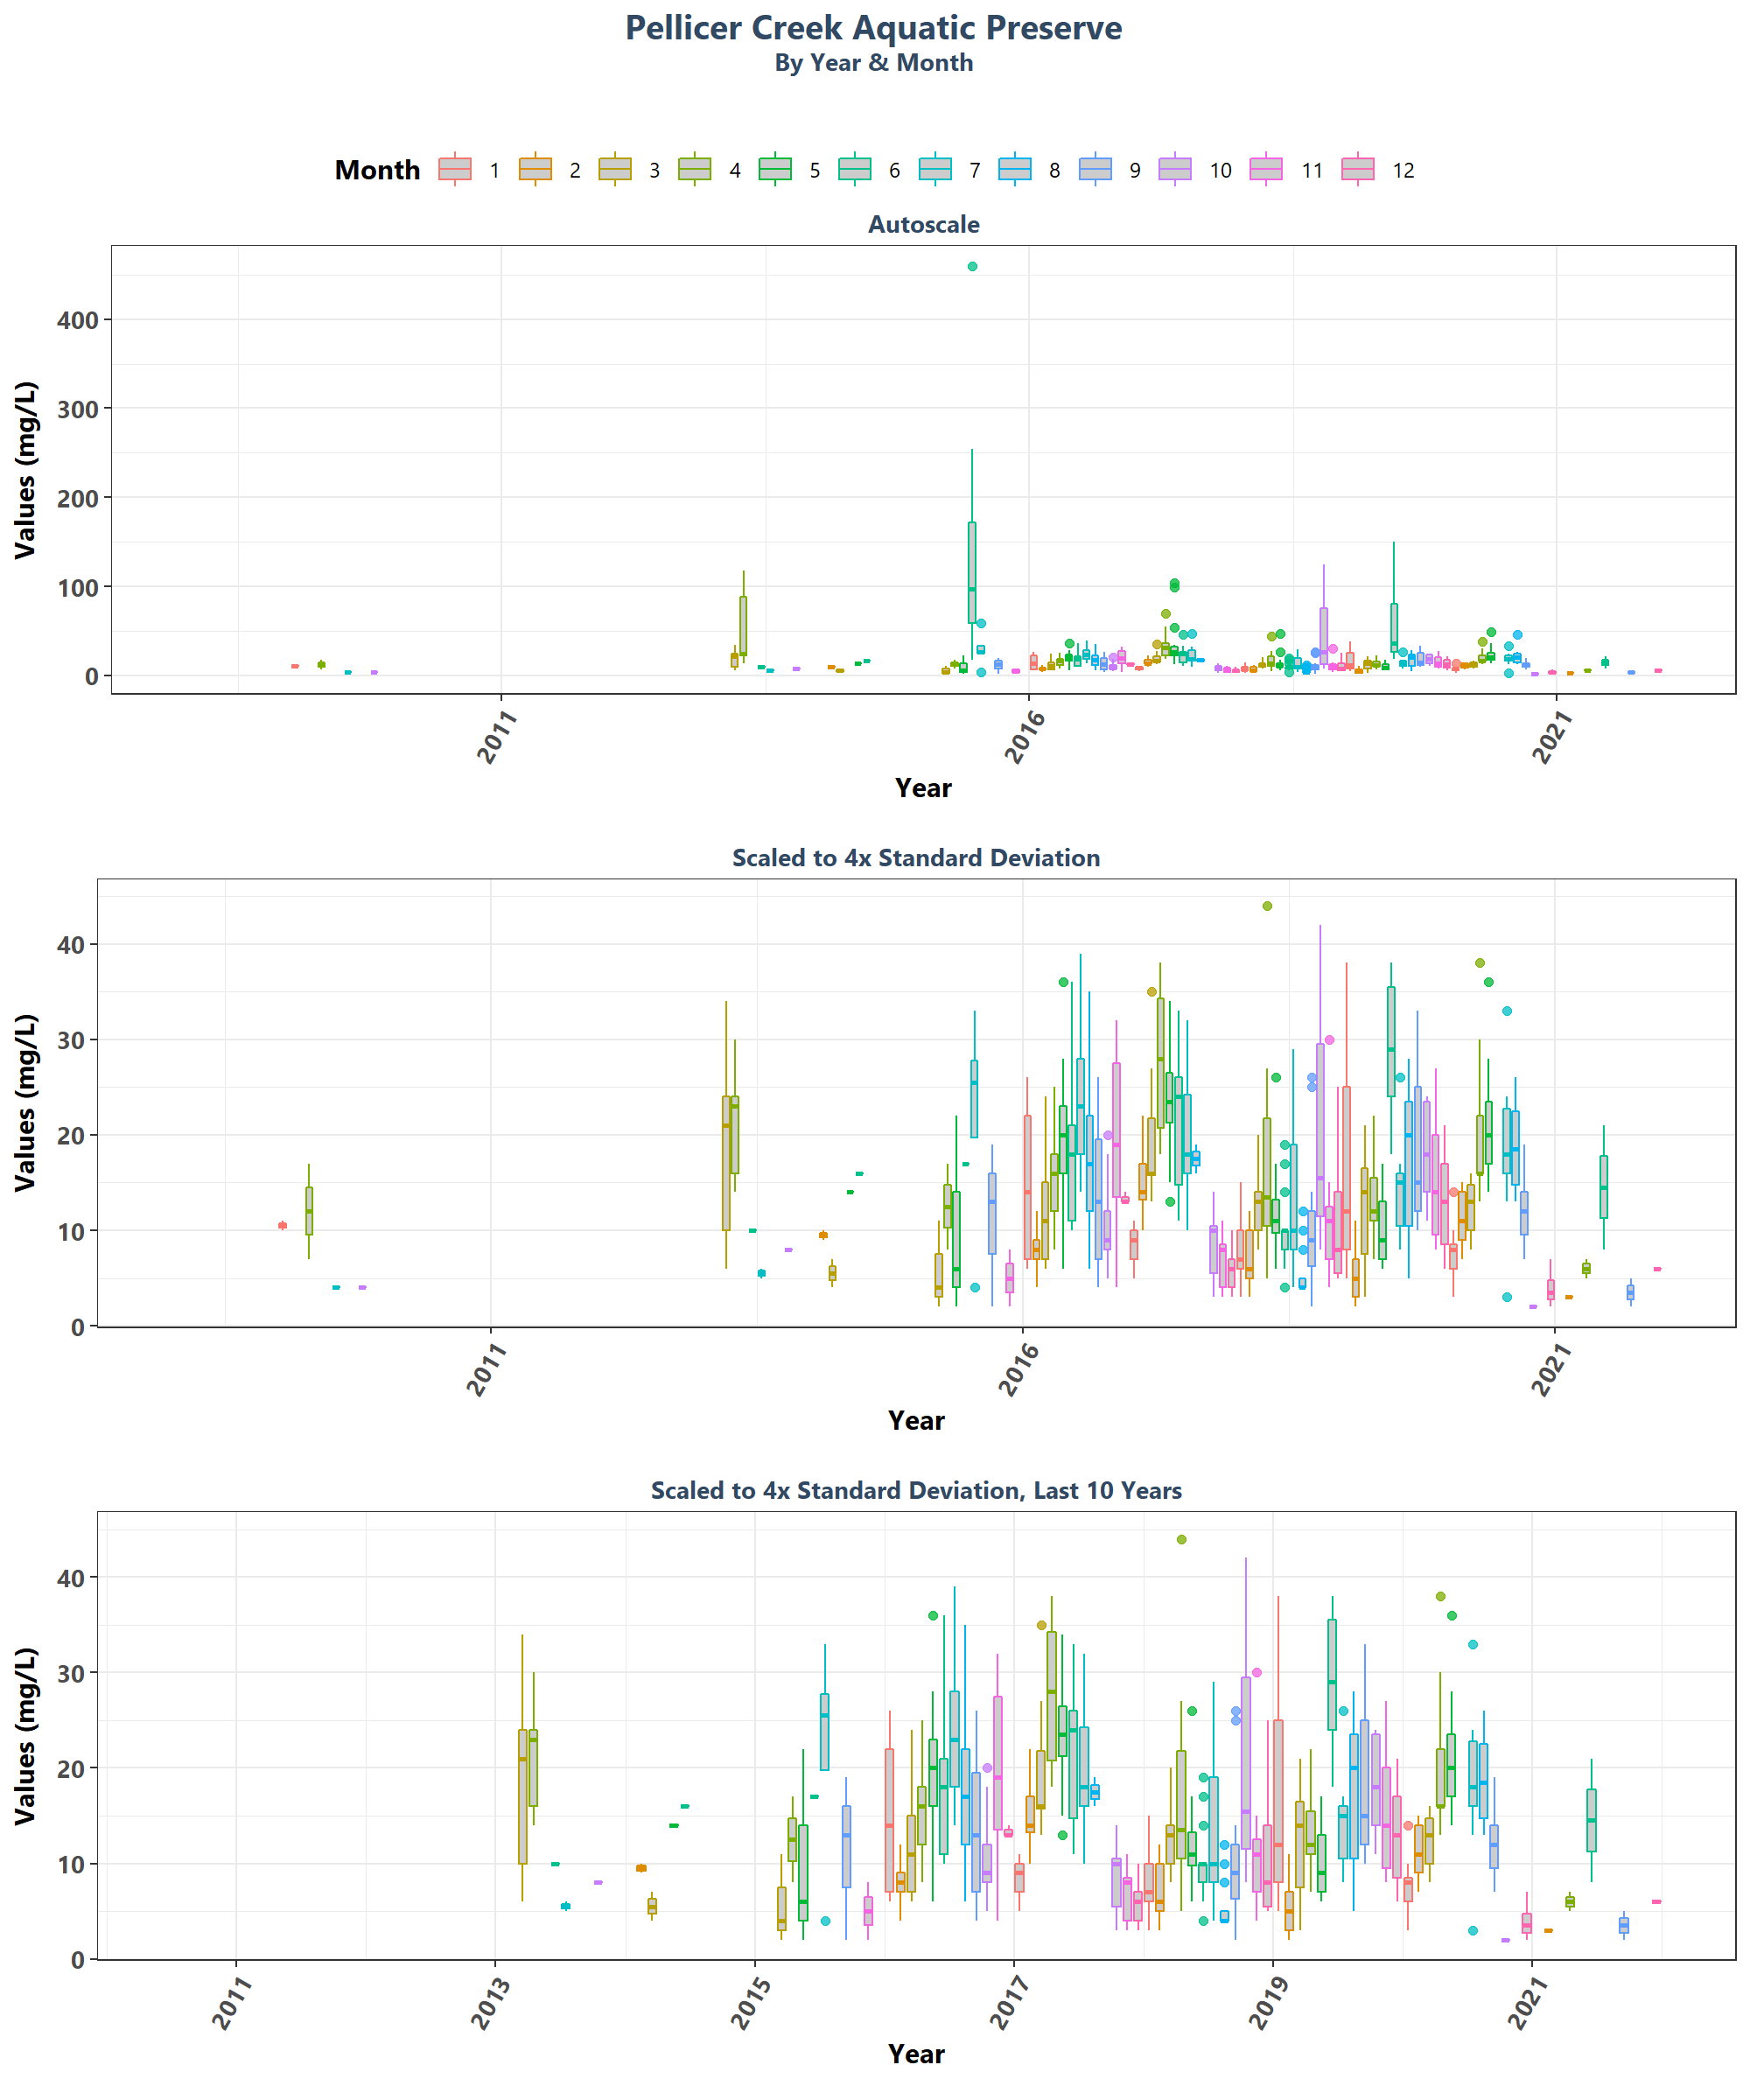 Pellicer Creek Aquatic Preserve
By Year & Month
Month 1 2 3 4 5 6 7 8 9 10 11 12
Autoscale
Values (mg/L)
400
300
200
100
0
2011 2016 2021
Year
Scaled to 4x Standard Deviation
Values (mg/L)
40
30
20
10
0
2011 2016 2021
Year
Scaled to 4x Standard Deviation, Last 10 Years
Values (mg/L)
40
30
20
10
0
2011 2013 2015 2017 2019 2021
Year